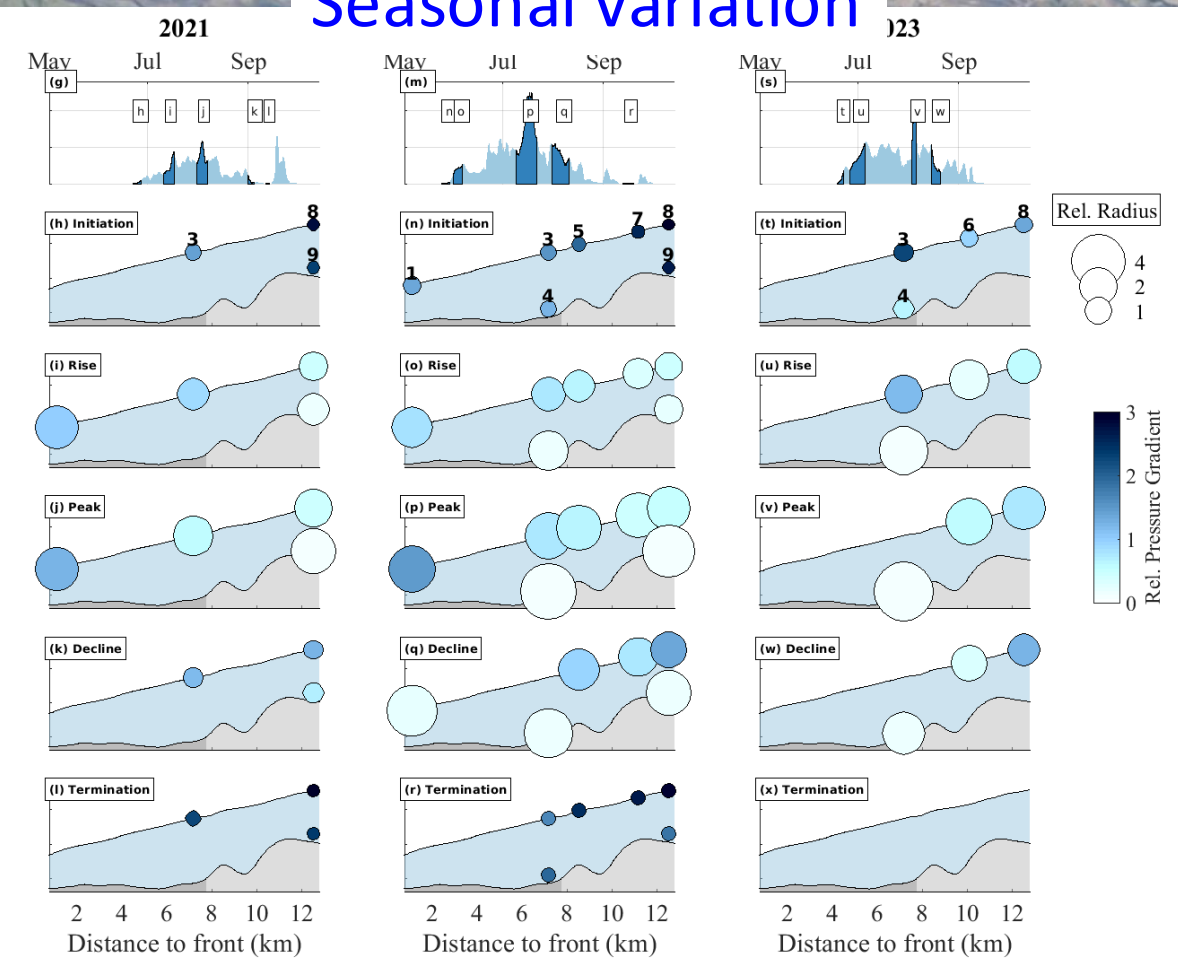 Seasonal variation
2021
May Jul Sep
(g)
h i j k l
May Jul Sep
(m)
n o p q r
023
May Jul Sep
(s)
t u v w
(h) Initiation
3
8
9
(n) Initiation
1
3
4
5
7
8
9
(t) Initiation
3
4
6
8
Rel. Radius
4
2
1
(i) Rise
(o) Rise
(u) Rise
(j) Peak
(p) Peak
(v) Peak
3
2
1
0
Rel. Pressure Gradient
(k) Decline
(q) Decline
(w) Decline
(l) Termination
(r) Termination
(x) Termination
2 4 6 8 10 12
Distance to front (km)
2 4 6 8 10 12
Distance to front (km)
2 4 6 8 10 12
Distance to front (km)